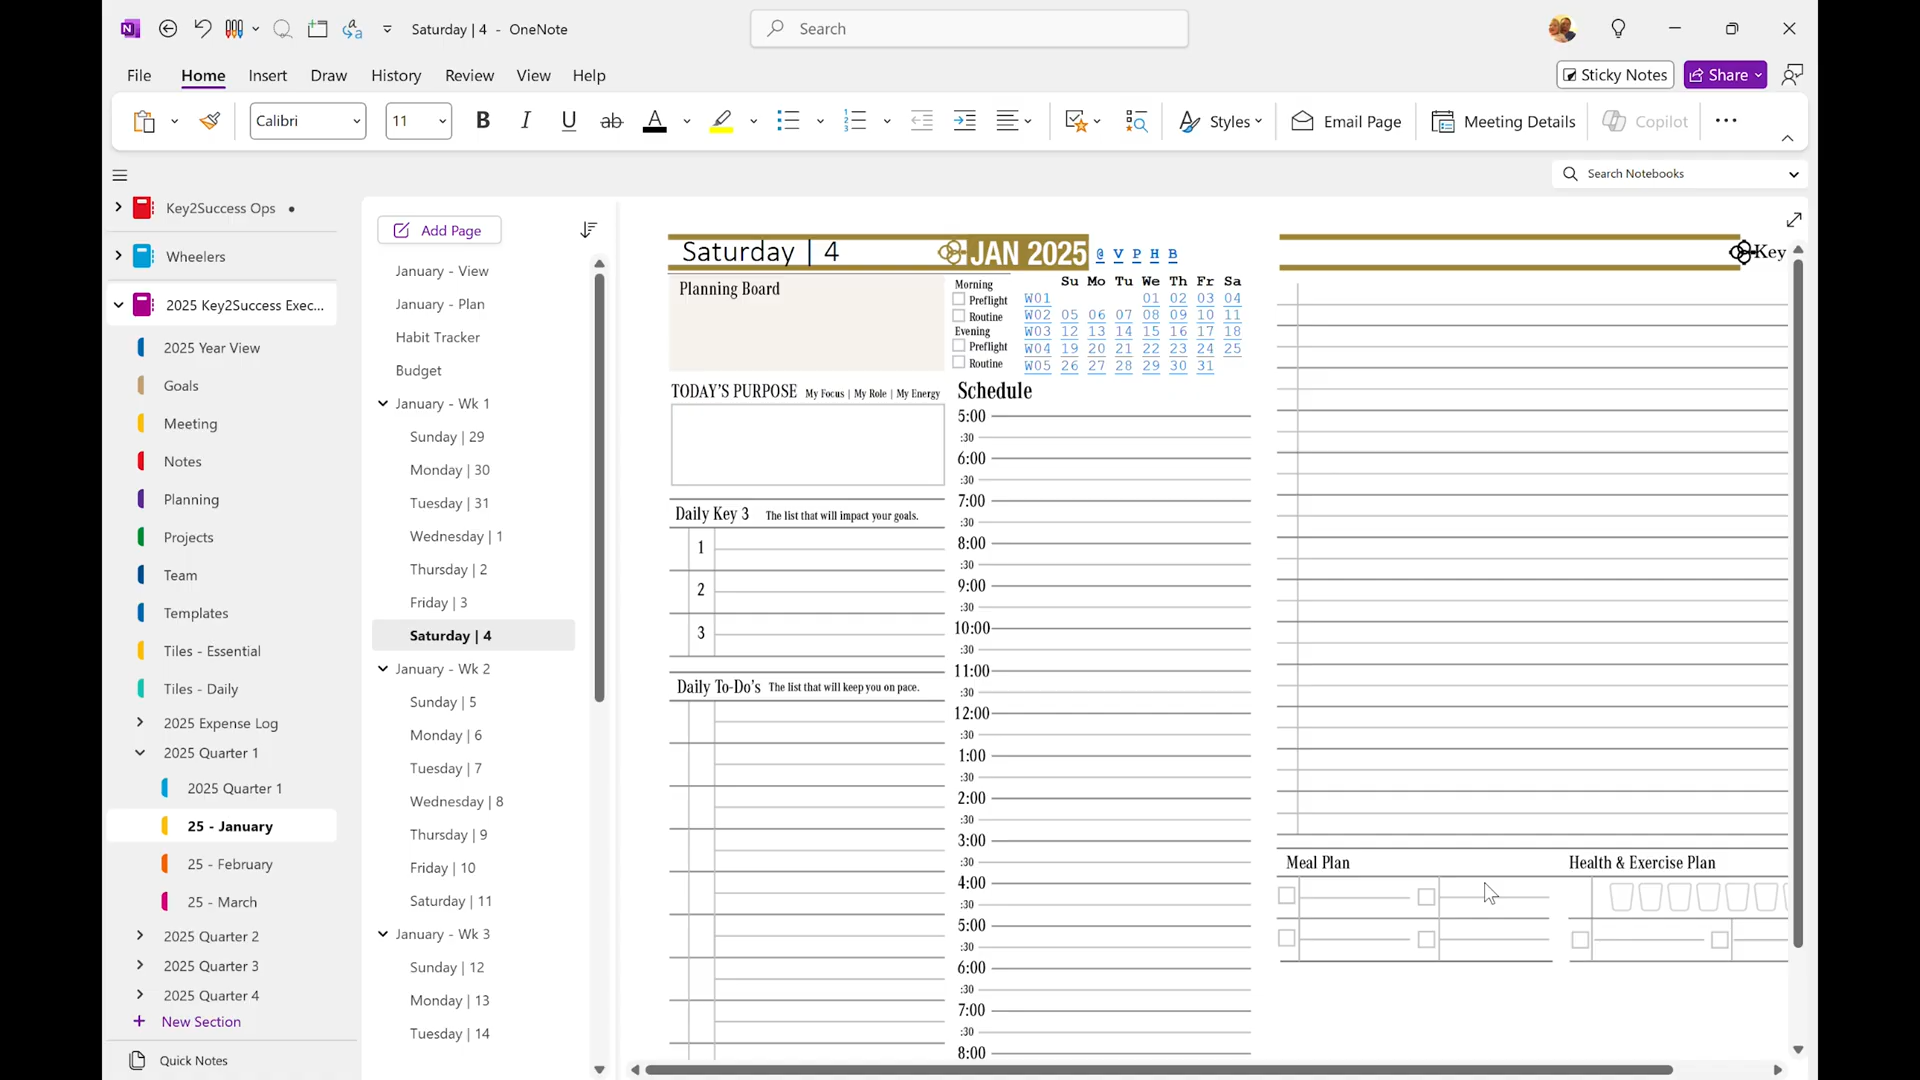 Saturday | 4 - OneNote
Search
File Home Insert Draw History Review View Help
Sticky Notes
Share
Calibri
11
B I U ab A
Styles
Email Page
Meeting Details
Copilot
Search Notebooks
Key2Success Ops
Wheelers
2025 Key2Success Exec...
2025 Year View
Goals
Meeting
Notes
Planning
Projects
Team
Templates
Tiles - Essential
Tiles - Daily
2025 Expense Log
2025 Quarter 1
2025 Quarter 1
25 - January
25 - February
25 - March
2025 Quarter 2
2025 Quarter 3
2025 Quarter 4
New Section
Quick Notes
Add Page
January - View
January - Plan
Habit Tracker
Budget
January - Wk 1
Sunday | 29
Monday | 30
Tuesday | 31
Wednesday | 1
Thursday | 2
Friday | 3
Saturday | 4
January - Wk 2
Sunday | 5
Monday | 6
Tuesday | 7
Wednesday | 8
Thursday | 9
Friday | 10
Saturday | 11
January - Wk 3
Sunday | 12
Monday | 13
Tuesday | 14
Saturday | 4
JAN 2025
@ V P H B
Planning Board
Morning
Preflight
Routine
Evening
Preflight
Routine
Su Mo Tu We Th Fr Sa
W01 01 02 03 04
W02 05 06 07 08 09 10 11
W03 12 13 14 15 16 17 18
W04 19 20 21 22 23 24 25
W05 26 27 28 29 30 31
TODAY'S PURPOSE My Focus | My Role | My Energy
Daily Key 3 The list that will impact your goals.
1
2
3
Daily To-Do's The list that will keep you on pace.
Schedule
5:00
:30
6:00
:30
7:00
:30
8:00
:30
9:00
:30
10:00
:30
11:00
:30
12:00
:30
1:00
:30
2:00
:30
3:00
:30
4:00
:30
5:00
:30
6:00
:30
7:00
:30
8:00
Key
Meal Plan
Health & Exercise Plan